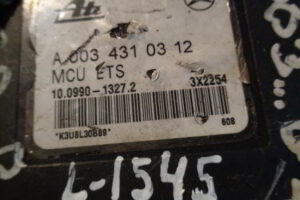 Ate
A 003 431 03 12
MCU ETS
10.0990-1327.2 3X2254
*K3U8L30B89*
808
L-1545